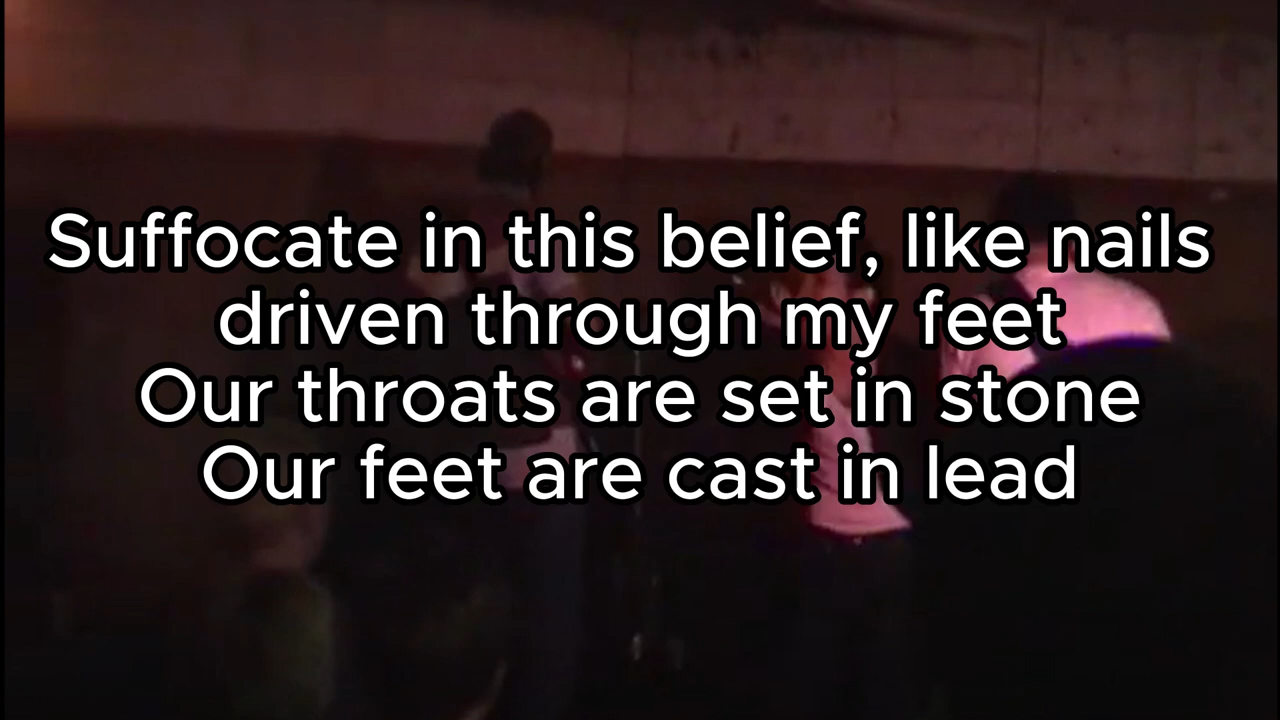 Suffocate in this belief, like nails
driven through my feet
Our throats are set in stone
Our feet are cast in lead